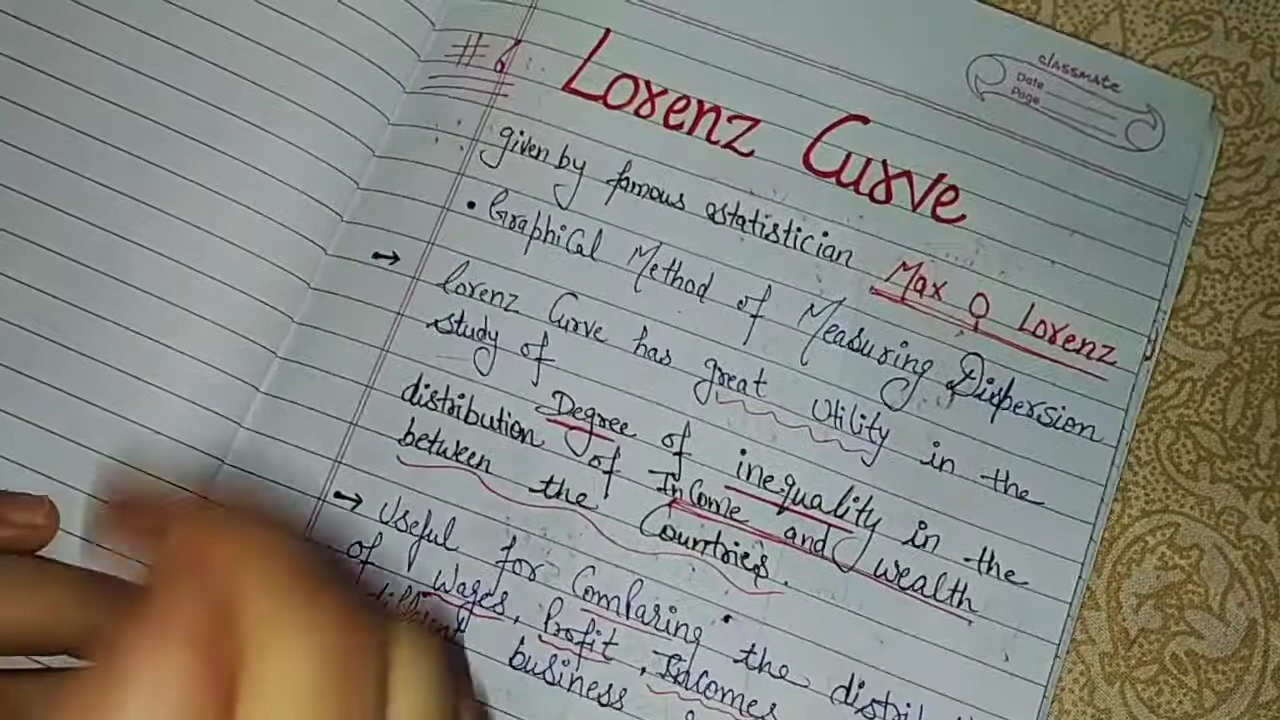 classmate
Date
Page
#6. Lorenz Curve
given by famous statistician Max O Lorenz
• Graphical Method of Measuring Dispersion
→ Lorenz Curve has great Utility in the
study of Degree of inequality in the
distribution of Income and wealth
between the Countries.
→ Useful for Comparing the
of Wages, Profit, Incomes
business